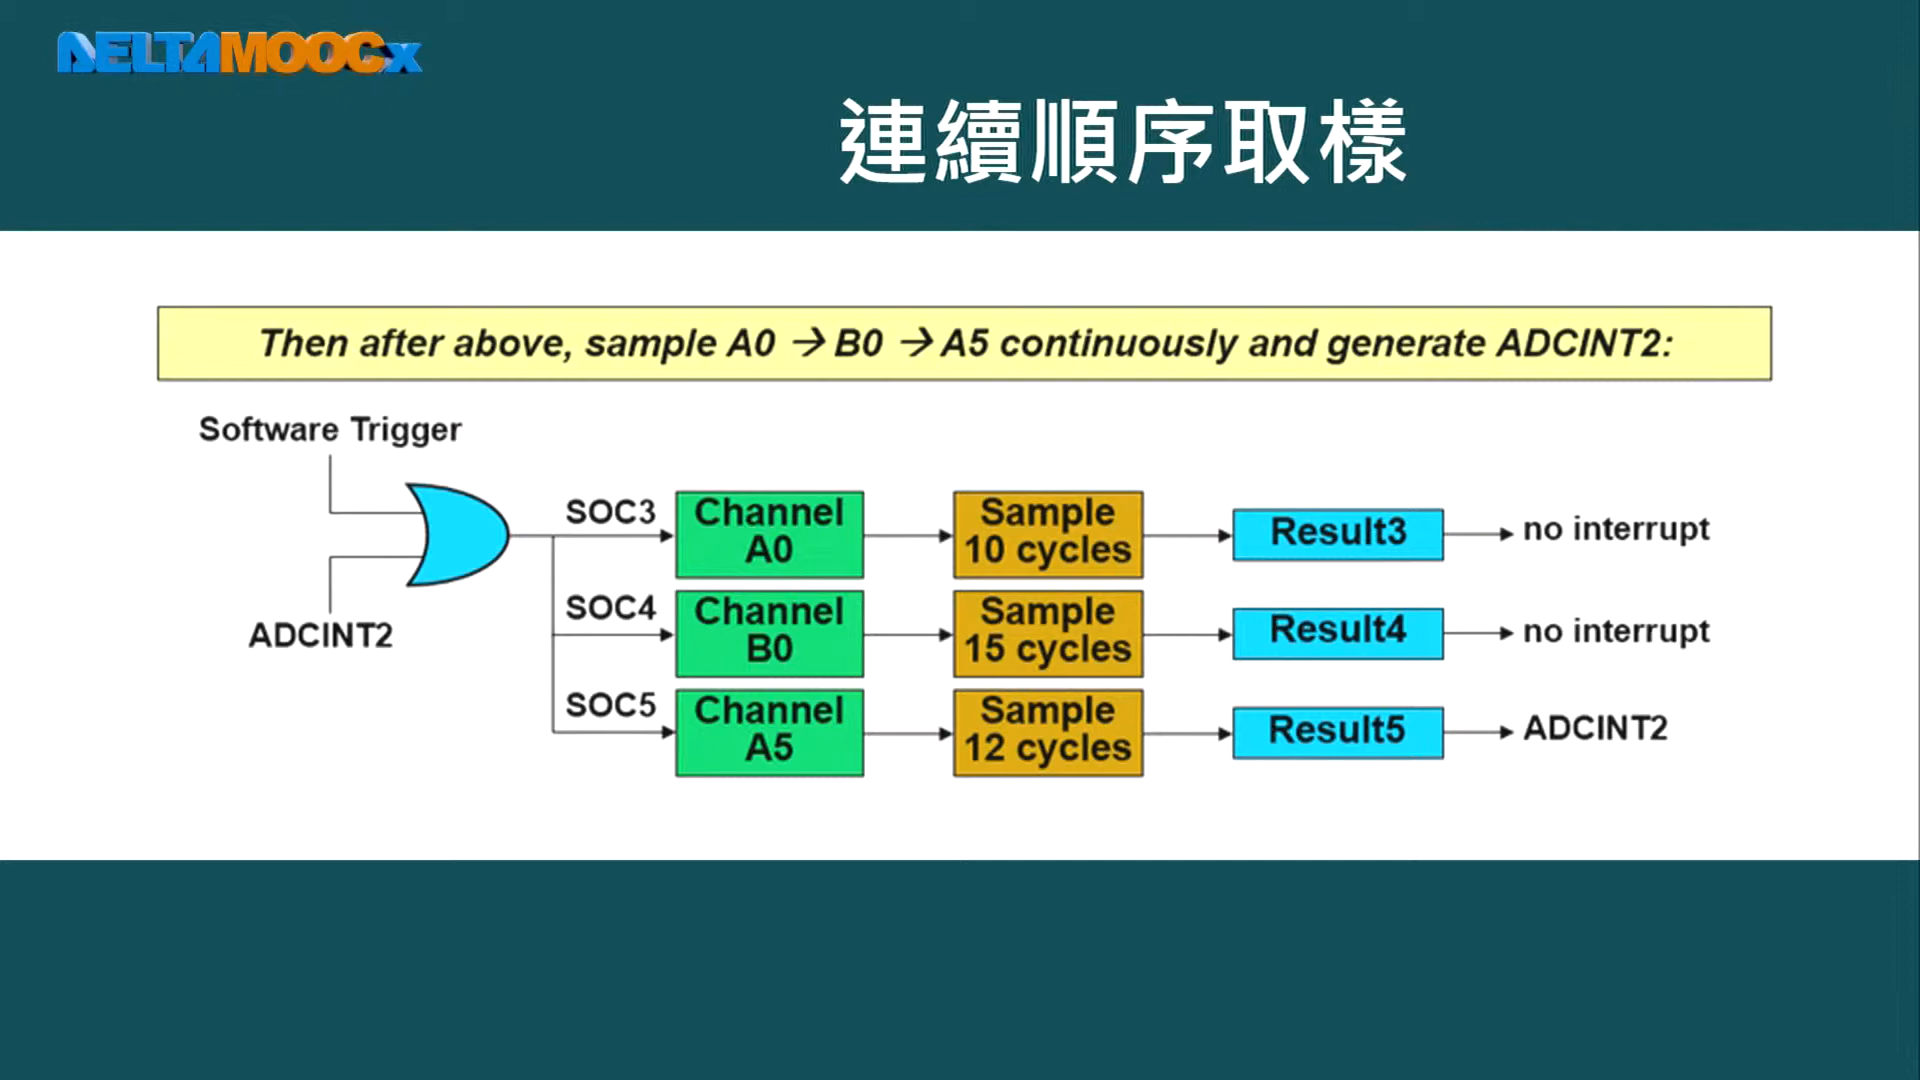 DELTAMOOCx
連續順序取樣
Then after above, sample A0 → B0 → A5 continuously and generate ADCINT2:
Software Trigger
ADCINT2
SOC3
Channel
A0
Sample
10 cycles
Result3
no interrupt
SOC4
Channel
B0
Sample
15 cycles
Result4
no interrupt
SOC5
Channel
A5
Sample
12 cycles
Result5
ADCINT2